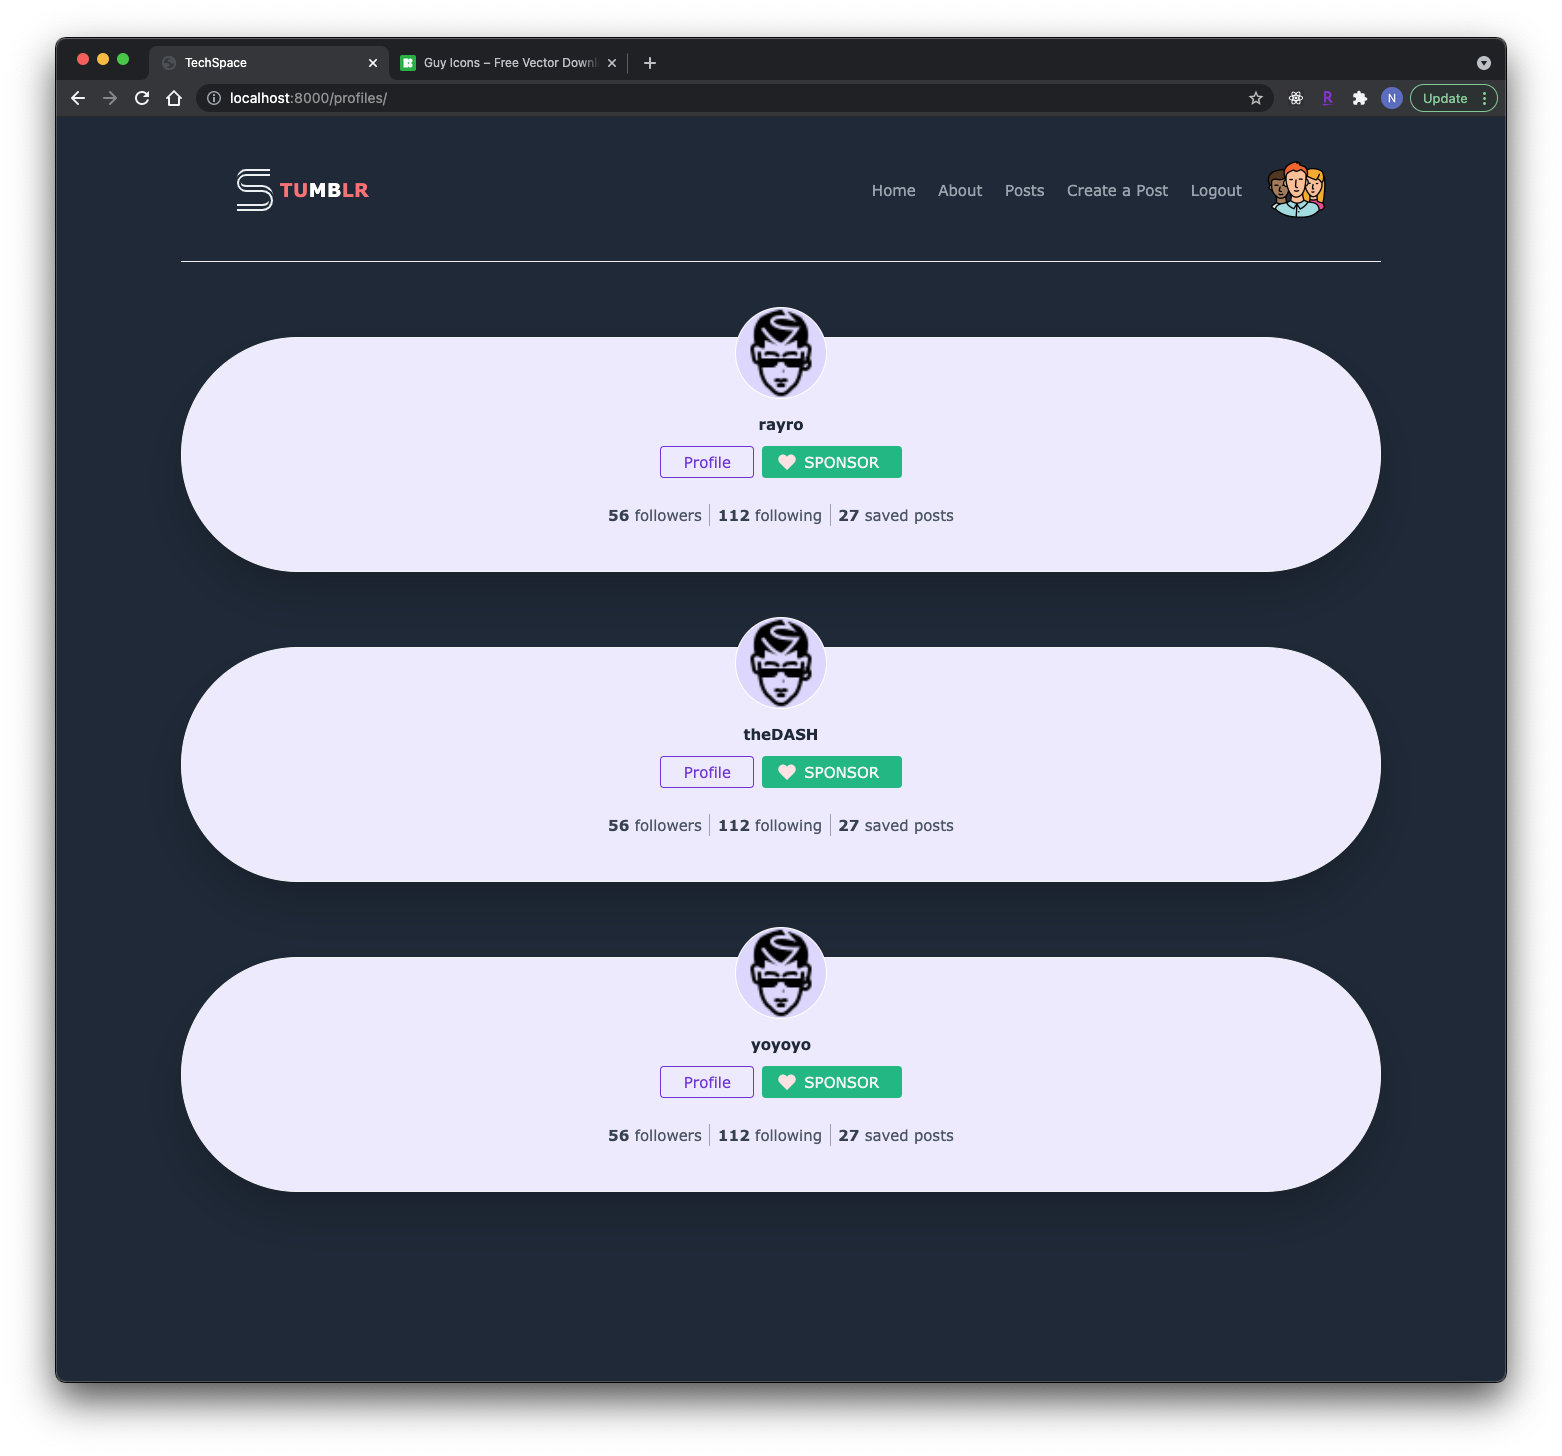 TechSpace
Guy Icons – Free Vector Downl
localhost:8000/profiles/
R
N
Update
S TUMBLR
Home About Posts Create a Post Logout
rayro
Profile SPONSOR
56 followers 112 following 27 saved posts
theDASH
Profile SPONSOR
56 followers 112 following 27 saved posts
yoyoyo
Profile SPONSOR
56 followers 112 following 27 saved posts